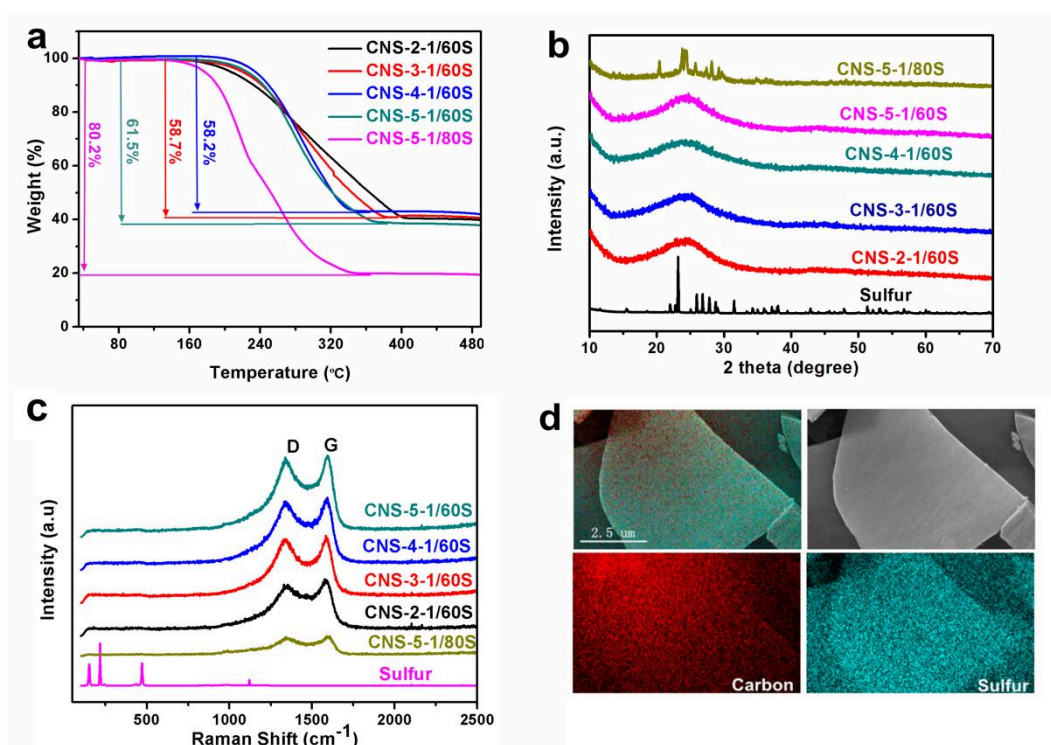 a
CNS-2-1/60S
CNS-3-1/60S
CNS-4-1/60S
CNS-5-1/60S
CNS-5-1/80S
80.2%
61.5%
58.7%
58.2%
100
80
60
40
20
0
Weight (%)
80 160 240 320 400 480
Temperature (℃)
b
CNS-5-1/80S
CNS-5-1/60S
CNS-4-1/60S
CNS-3-1/60S
CNS-2-1/60S
Sulfur
Intensity (a.u.)
10 20 30 40 50 60 70
2 theta (degree)
c
D G
CNS-5-1/60S
CNS-4-1/60S
CNS-3-1/60S
CNS-2-1/60S
CNS-5-1/80S
Sulfur
Intensity (a.u)
500 1000 1500 2000 2500
Raman Shift (cm⁻¹)
d
2.5 um
Carbon
Sulfur